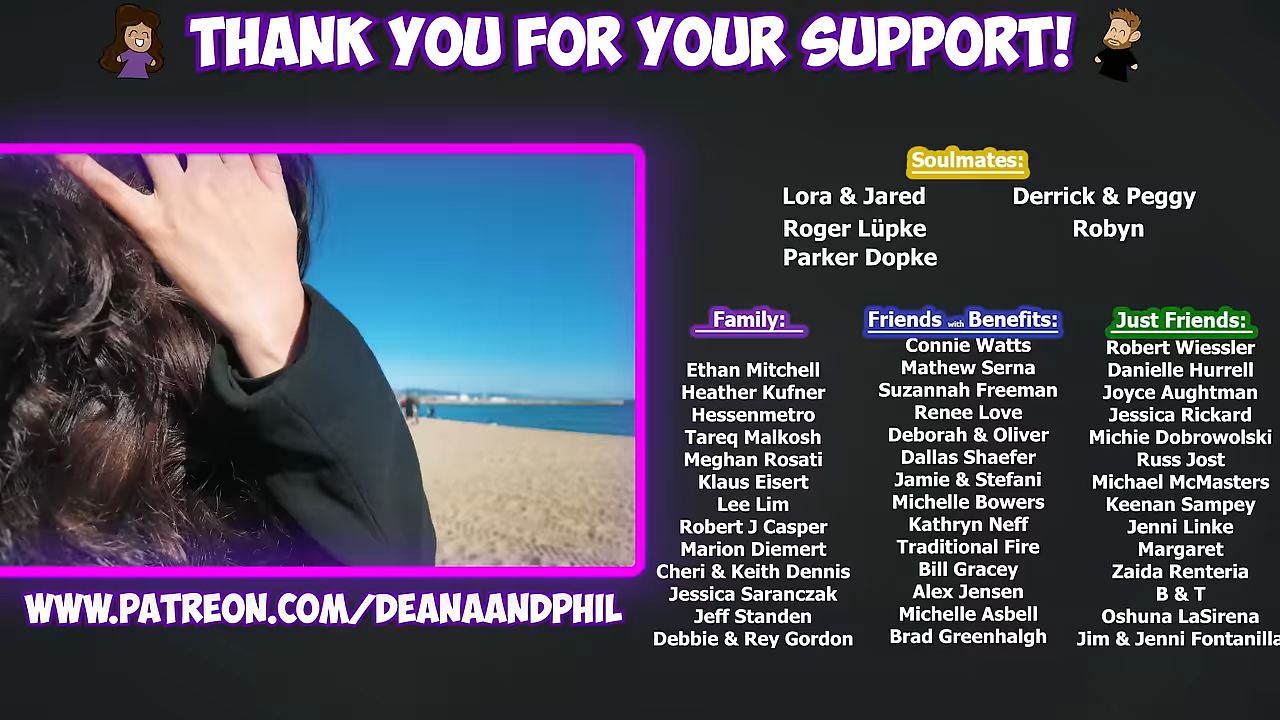 THANK YOU FOR YOUR SUPPORT!
Soulmates:
Lora & Jared
Derrick & Peggy
Roger Lüpke
Robyn
Parker Dopke
Family:
Ethan Mitchell
Heather Kufner
Hessenmetro
Tareq Malkosh
Meghan Rosati
Klaus Eisert
Lee Lim
Robert J Casper
Marion Diemert
Cheri & Keith Dennis
Jessica Saranczak
Jeff Standen
Debbie & Rey Gordon
Friends with Benefits:
Connie Watts
Mathew Serna
Suzannah Freeman
Renee Love
Deborah & Oliver
Dallas Shaefer
Jamie & Stefani
Michelle Bowers
Kathryn Neff
Traditional Fire
Bill Gracey
Alex Jensen
Michelle Asbell
Brad Greenhalgh
Just Friends:
Robert Wiessler
Danielle Hurrell
Joyce Aughtman
Jessica Rickard
Michie Dobrowolski
Russ Jost
Michael McMasters
Keenan Sampey
Jenni Linke
Margaret
Zaida Renteria
B & T
Oshuna LaSirena
Jim & Jenni Fontanilla
WWW.PATREON.COM/DEANAANDPHIL